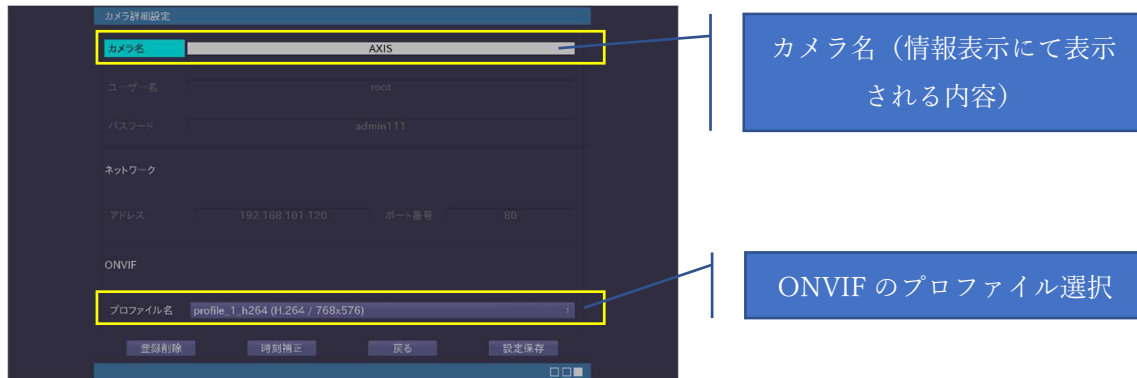 カメラ詳細設定
カメラ名 AXIS
ユーザー名 root
パスワード admin111
ネットワーク
アドレス 192.168.101.120 ポート番号 80
ONVIF
プロファイル名 profile_1_h264 (H.264 / 768x576)
登録削除 時刻補正 戻る 設定保存
カメラ名（情報表示にて表示
される内容）
ONVIF のプロファイル選択